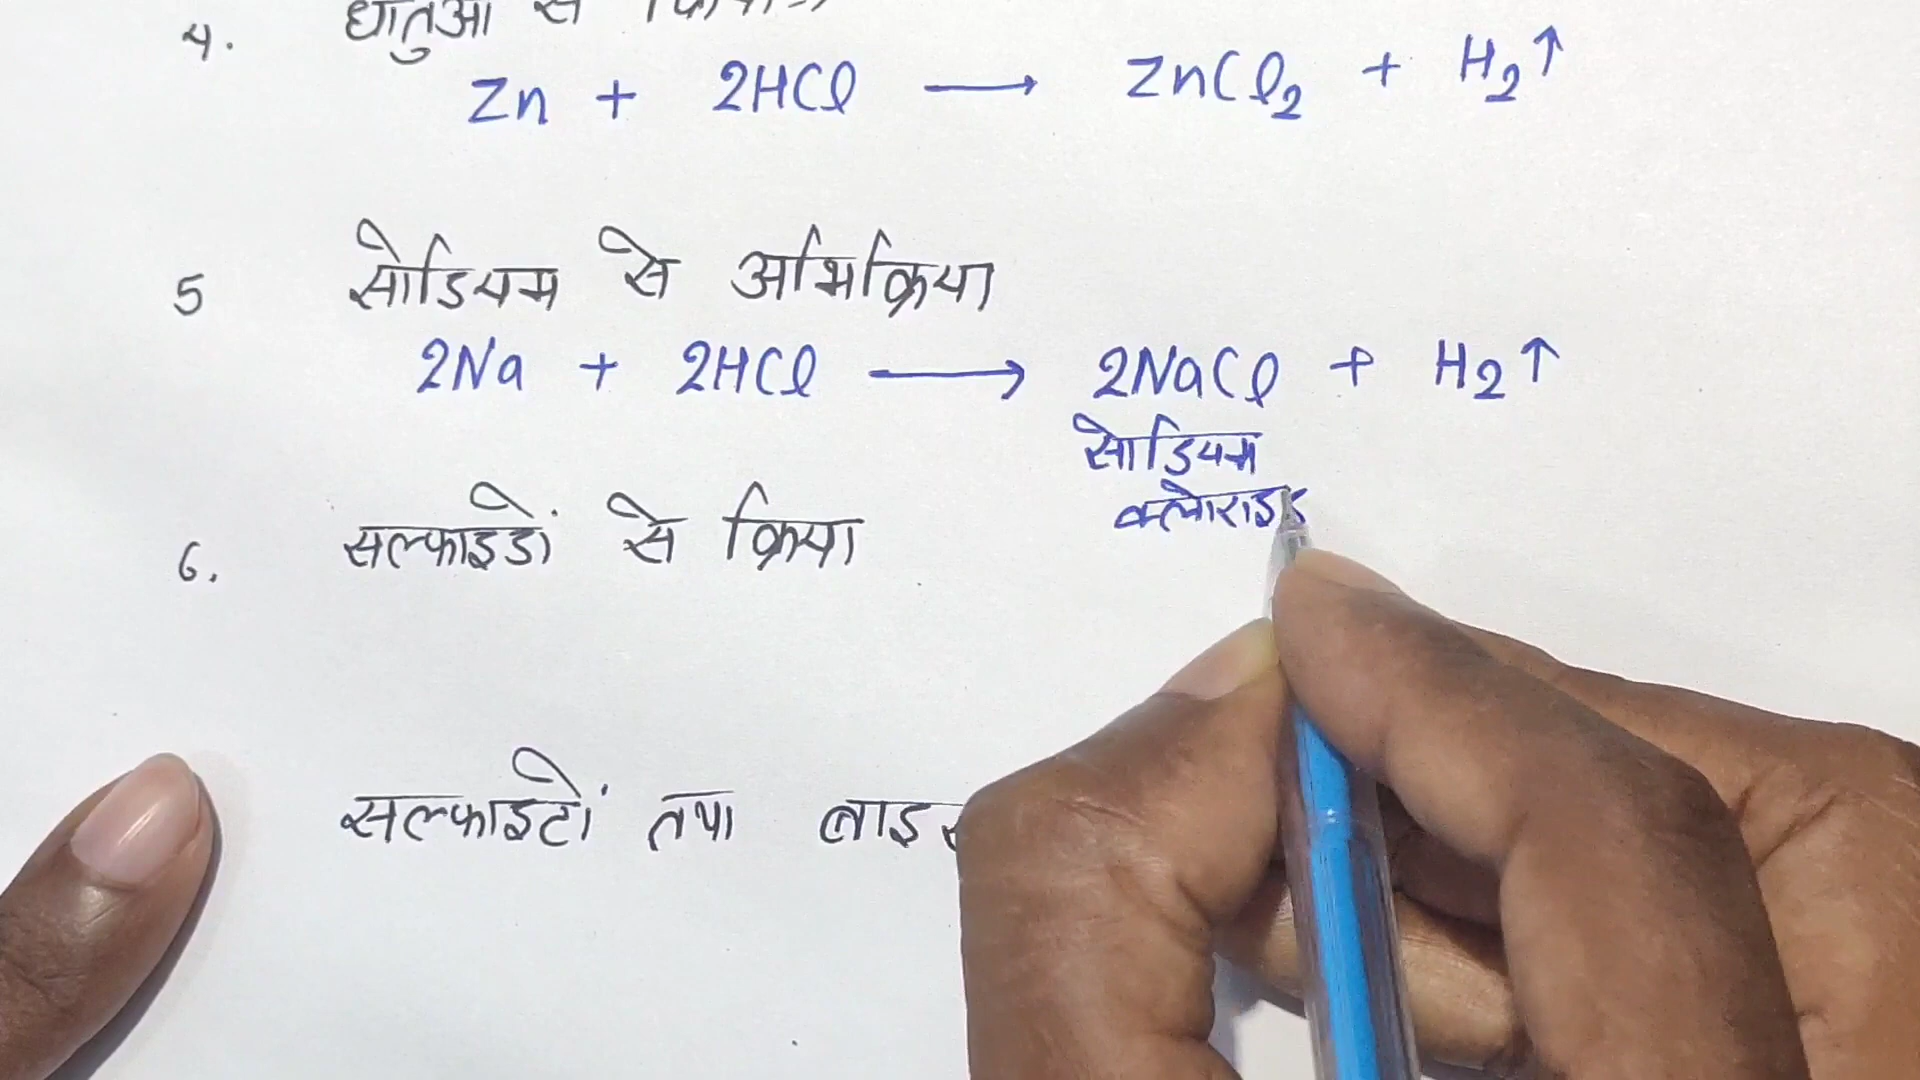 4. धातुओं से
Zn + 2HCl ⟶ ZnCl₂ + H₂↑
5 सोडियम से अभिक्रिया
2Na + 2HCl ⟶ 2NaCl + H₂↑
सोडियम
क्लोराइड
6. सल्फाइडों से क्रिया
सल्फाइटों तथा